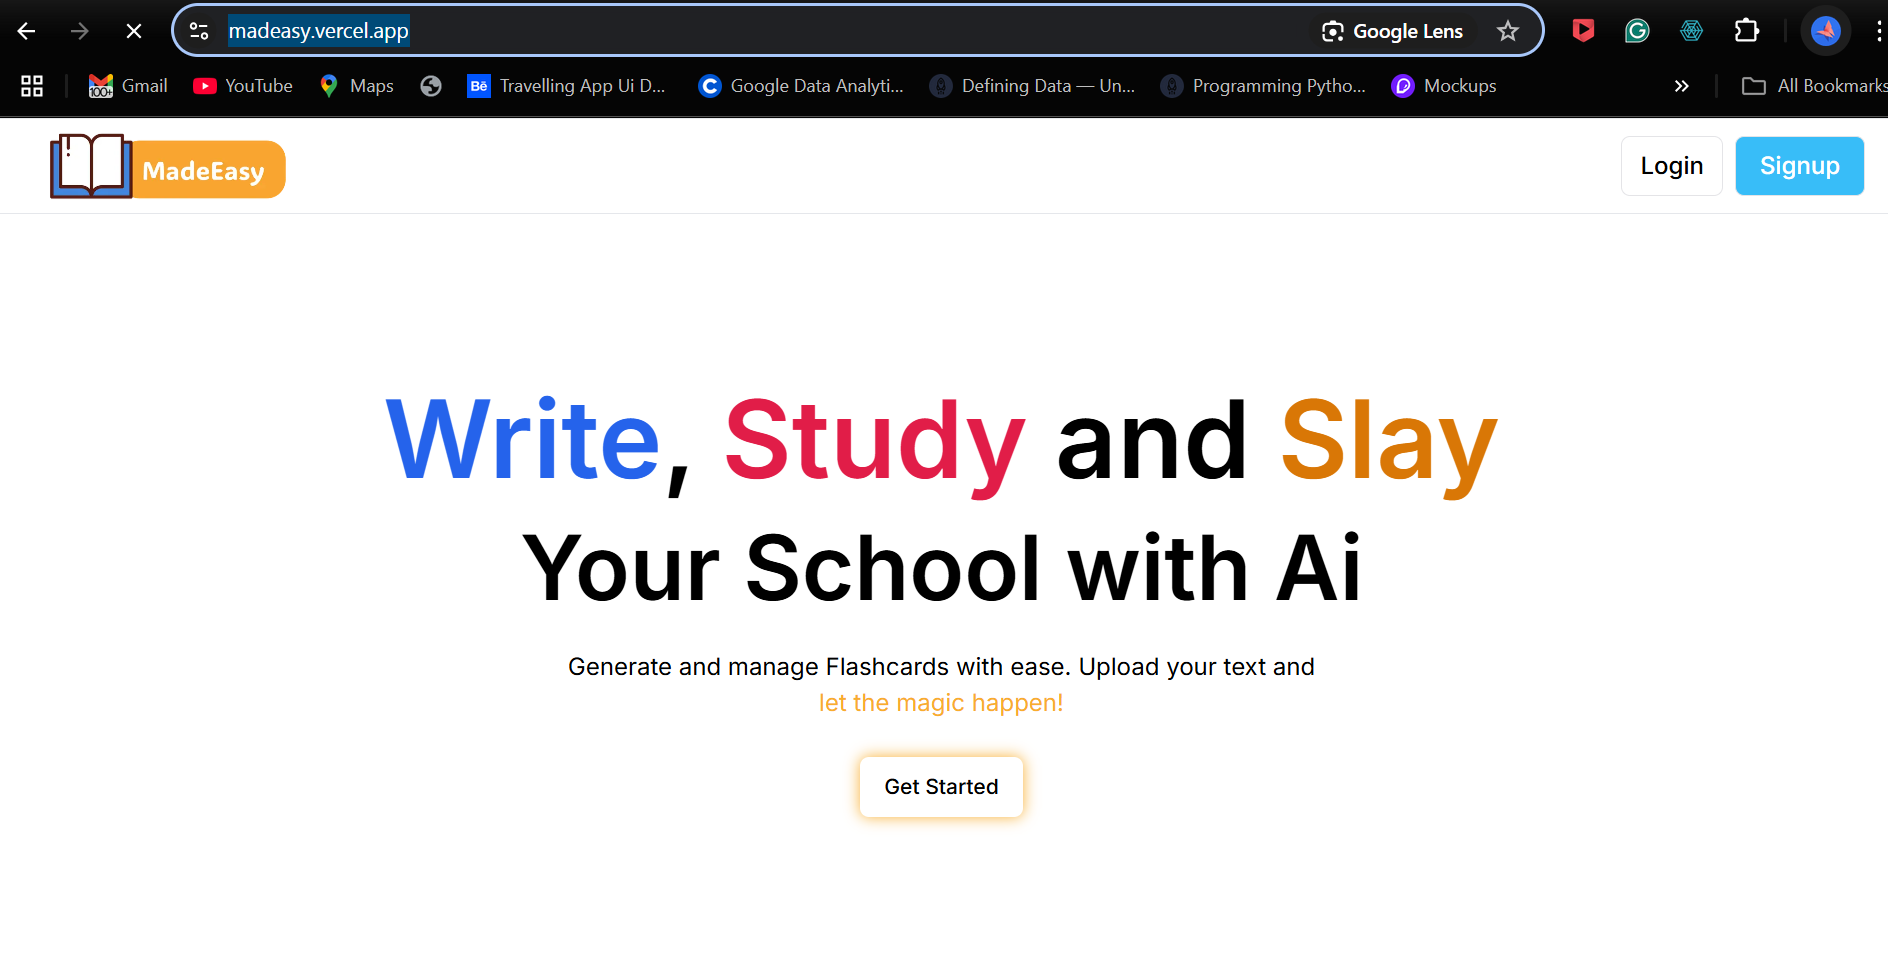 madeasy.vercel.app
Google Lens
100+
Gmail
YouTube
Maps
Bē
Travelling App Ui D...
Google Data Analyti...
Defining Data — Un...
Programming Pytho...
Mockups
All Bookmarks
MadeEasy
Login
Signup
Write, Study and Slay
Your School with Ai
Generate and manage Flashcards with ease. Upload your text and
let the magic happen!
Get Started